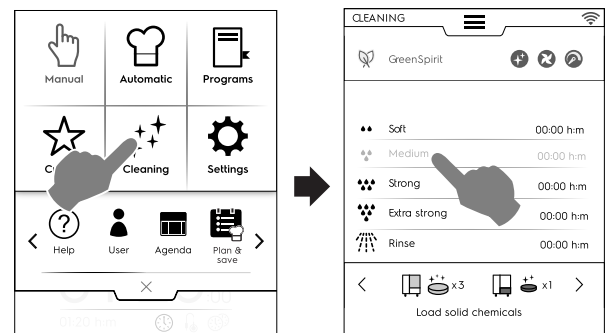 Manual
Automatic
Programs
Cleaning
Settings
Help
User
Agenda
Plan &
save
CLEANING
GreenSpirit
Soft 00:00 h:m
Medium 00:00 h:m
Strong 00:00 h:m
Extra strong 00:00 h:m
Rinse 00:00 h:m
x3 x1
Load solid chemicals